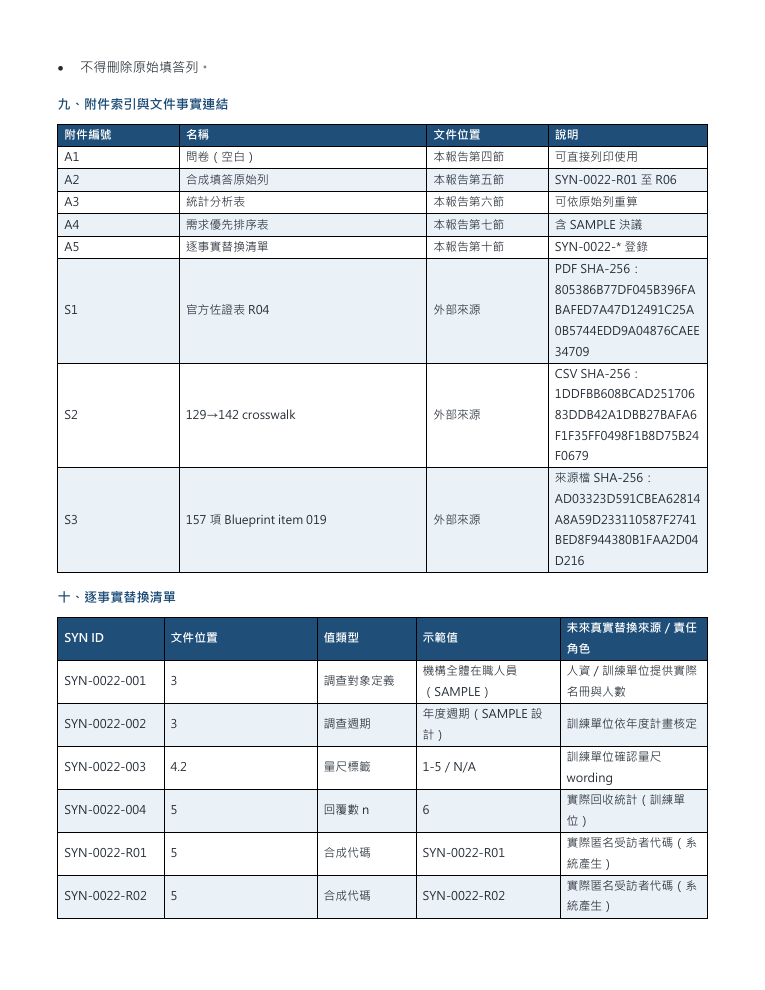 • 不得刪除原始填答列。
九、附件索引與文件事實連結
附件編號 名稱 文件位置 說明
A1 問卷（空白） 本報告第四節 可直接列印使用
A2 合成填答原始列 本報告第五節 SYN-0022-R01 至 R06
A3 統計分析表 本報告第六節 可依原始列重算
A4 需求優先排序表 本報告第七節 含 SAMPLE 決議
A5 逐事實替換清單 本報告第十節 SYN-0022-* 登錄
S1 官方佐證表 R04 外部來源 PDF SHA-256：
805386B77DF045B396FA
BAFED7A47D12491C25A
0B5744EDD9A04876CAEE
34709
S2 129→142 crosswalk 外部來源 CSV SHA-256：
1DDFBB608BCAD251706
83DDB42A1DBB27BAFA6
F1F35FF0498F1B8D75B24
F0679
S3 157 項 Blueprint item 019 外部來源 來源檔 SHA-256：
AD03323D591CBEA62814
A8A59D233110587F2741
BED8F944380B1FAA2D04
D216
十、逐事實替換清單
SYN ID 文件位置 值類型 示範值 未來真實替換來源 / 責任
角色
SYN-0022-001 3 調查對象定義 機構全體在職人員
（SAMPLE） 人資 / 訓練單位提供實際
名冊與人數
SYN-0022-002 3 調查週期 年度週期（SAMPLE 設
計） 訓練單位依年度計畫核定
SYN-0022-003 4.2 量尺標籤 1-5 / N/A 訓練單位確認量尺
wording
SYN-0022-004 5 回覆數 n 6 實際回收統計（訓練單
位）
SYN-0022-R01 5 合成代碼 SYN-0022-R01 實際匿名受訪者代碼（系
統產生）
SYN-0022-R02 5 合成代碼 SYN-0022-R02 實際匿名受訪者代碼（系
統產生）